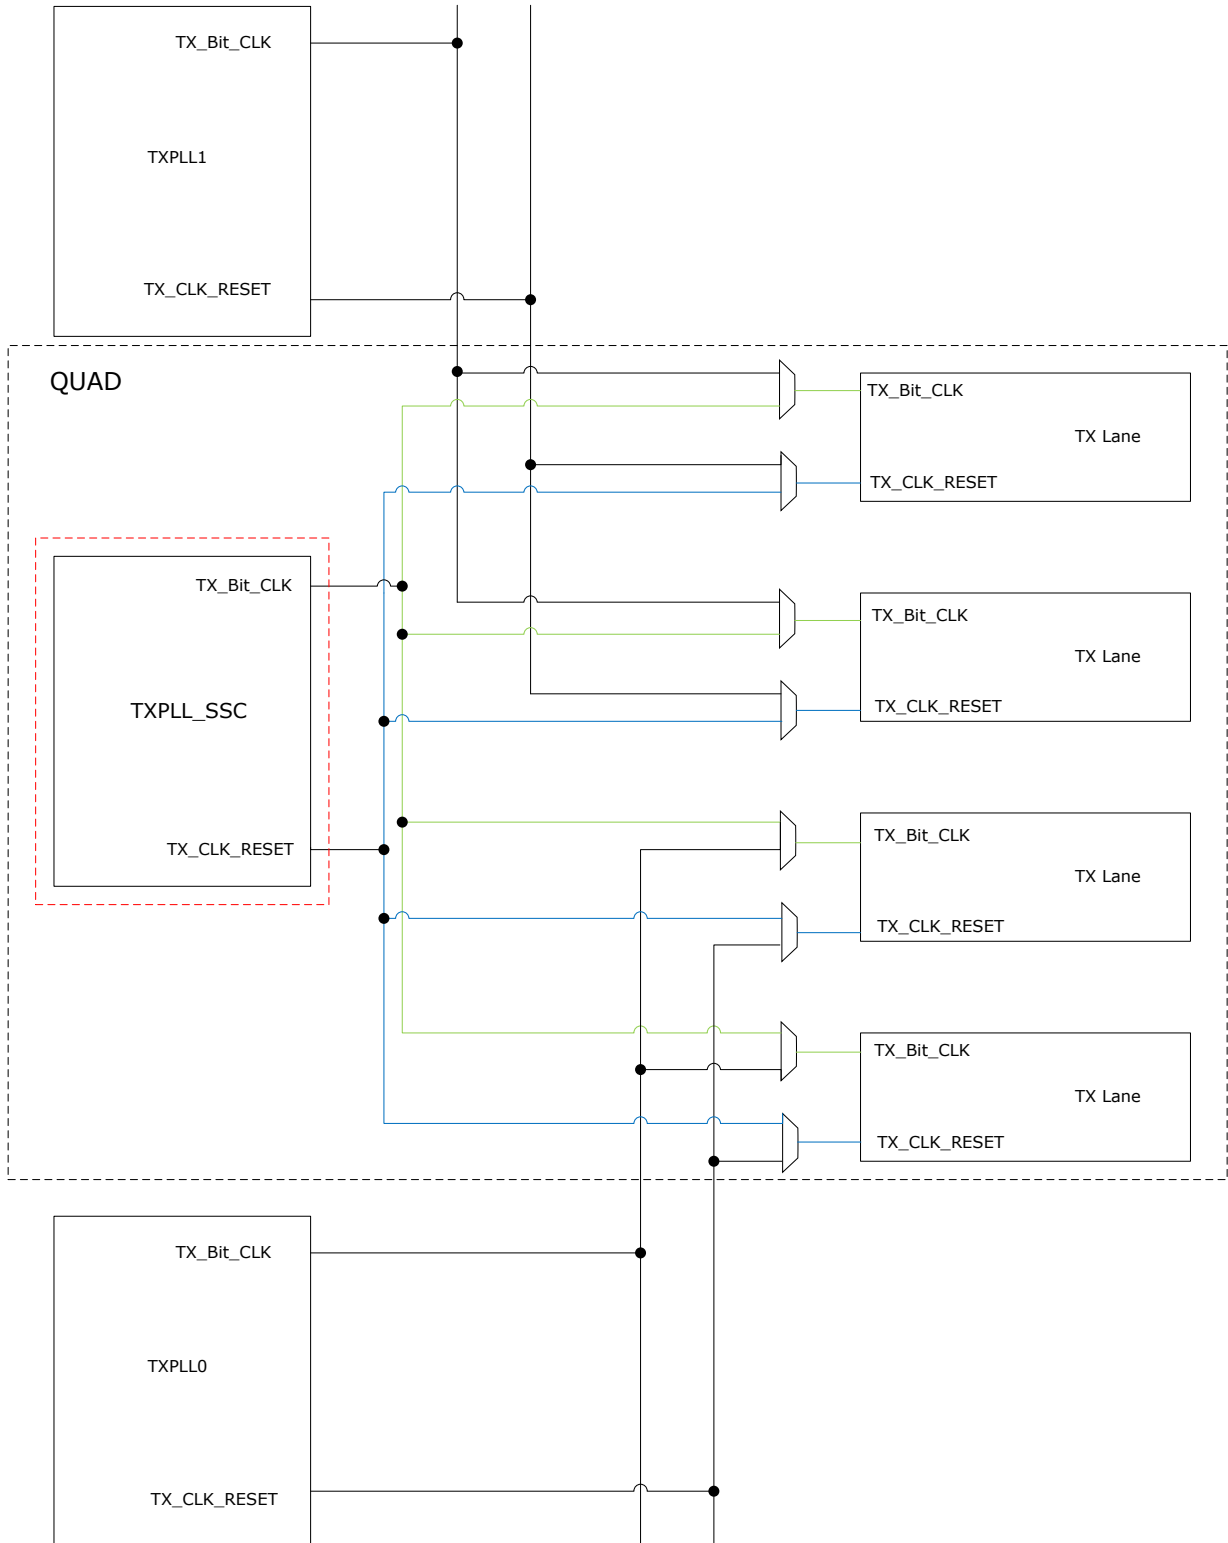 TX_Bit_CLK
TXPLL1
TX_CLK_RESET
QUAD
TX_Bit_CLK
TX Lane
TX_CLK_RESET
TX_Bit_CLK
TXPLL_SSC
TX_CLK_RESET
TX_Bit_CLK
TX Lane
TX_CLK_RESET
TX_Bit_CLK
TX Lane
TX_CLK_RESET
TX_Bit_CLK
TX Lane
TX_CLK_RESET
TX_Bit_CLK
TXPLL0
TX_CLK_RESET